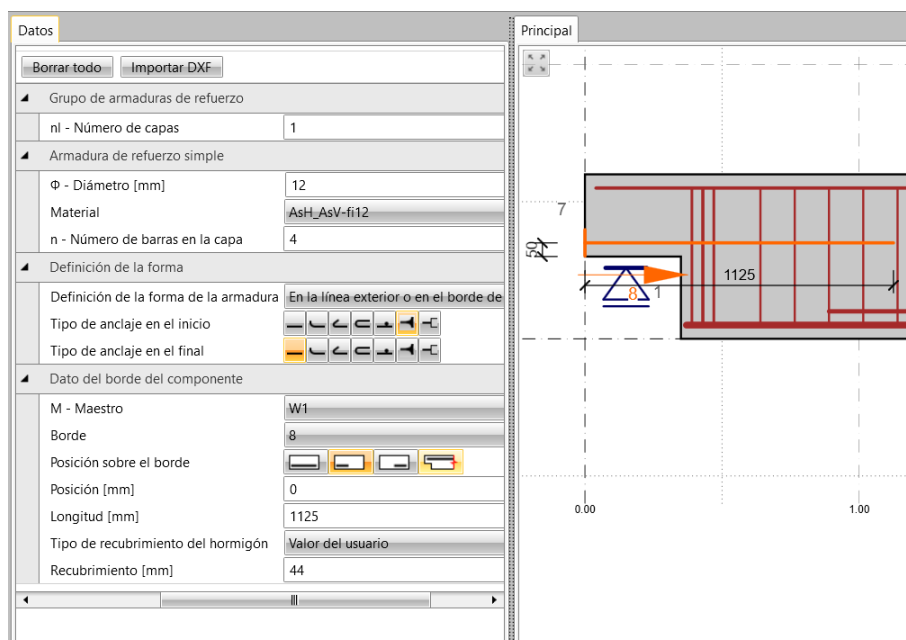 Datos
Borrar todo Importar DXF
Grupo de armaduras de refuerzo
nl - Número de capas 1
Armadura de refuerzo simple
Φ - Diámetro [mm] 12
Material AsH_AsV-fi12
n - Número de barras en la capa 4
Definición de la forma
Definición de la forma de la armadura En la línea exterior o en el borde de
Tipo de anclaje en el inicio
Tipo de anclaje en el final
Dato del borde del componente
M - Maestro W1
Borde 8
Posición sobre el borde
Posición [mm] 0
Longitud [mm] 1125
Tipo de recubrimiento del hormigón Valor del usuario
Recubrimiento [mm] 44
Principal
7
50
1125
8
1
0.00 1.00